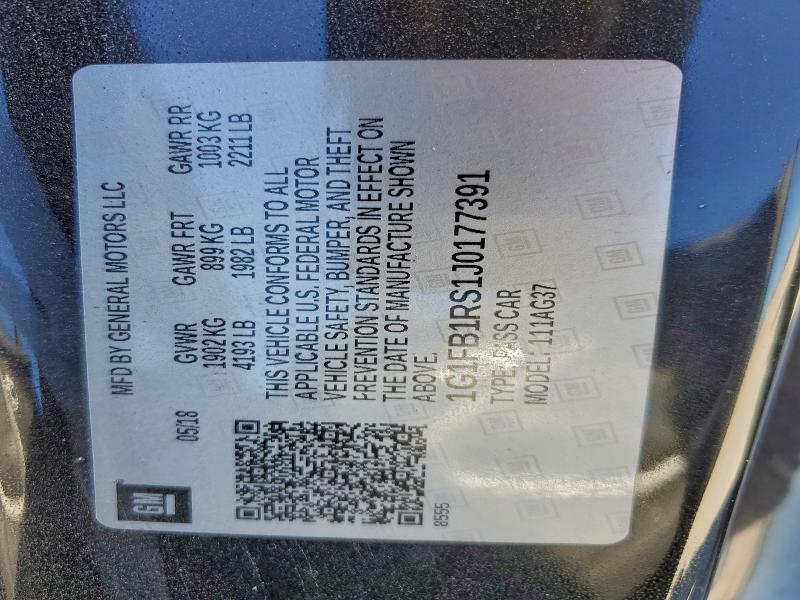 GM
MFD BY GENERAL MOTORS LLC
05/18
GVWR GAWR FRT GAWR RR
1902 KG 899 KG 1003 KG
4193 LB 1982 LB 2211 LB
THIS VEHICLE CONFORMS TO ALL
APPLICABLE U.S. FEDERAL MOTOR
VEHICLE SAFETY, BUMPER, AND THEFT
PREVENTION STANDARDS IN EFFECT ON
THE DATE OF MANUFACTURE SHOWN
ABOVE.
8555
1G1FB1RS1J0177391
TYPE: PASS CAR
MODEL: 111AG37